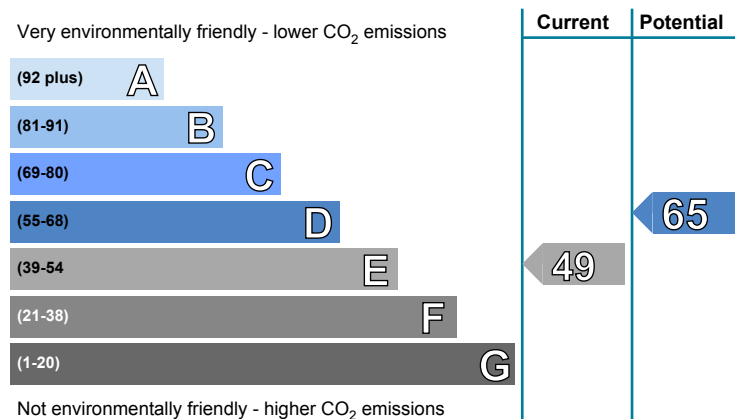 Very environmentally friendly - lower CO₂ emissions
Current
Potential
(92 plus) A
(81-91) B
(69-80) C
(55-68) D
65
(39-54 E
49
(21-38) F
(1-20) G
Not environmentally friendly - higher CO₂ emissions